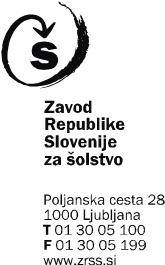 Š
Zavod
Republike
Slovenije
za šolstvo
Poljanska cesta 28
1000 Ljubljana
T 01 30 05 100
F 01 30 05 199
www.zrss.si